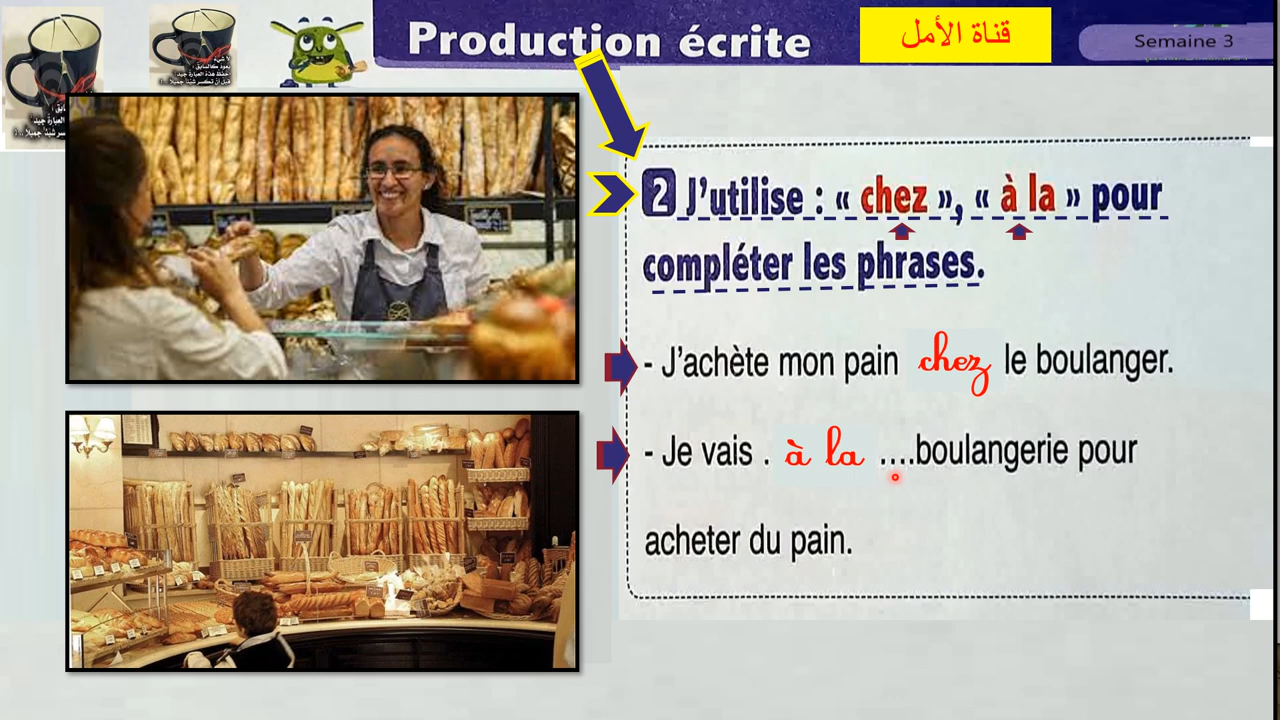 Production écrite
قناة الأمل
Semaine 3
2 J'utilise : « chez », « à la » pour
compléter les phrases.
- J'achète mon pain chez le boulanger.
- Je vais . à la ....boulangerie pour
acheter du pain.